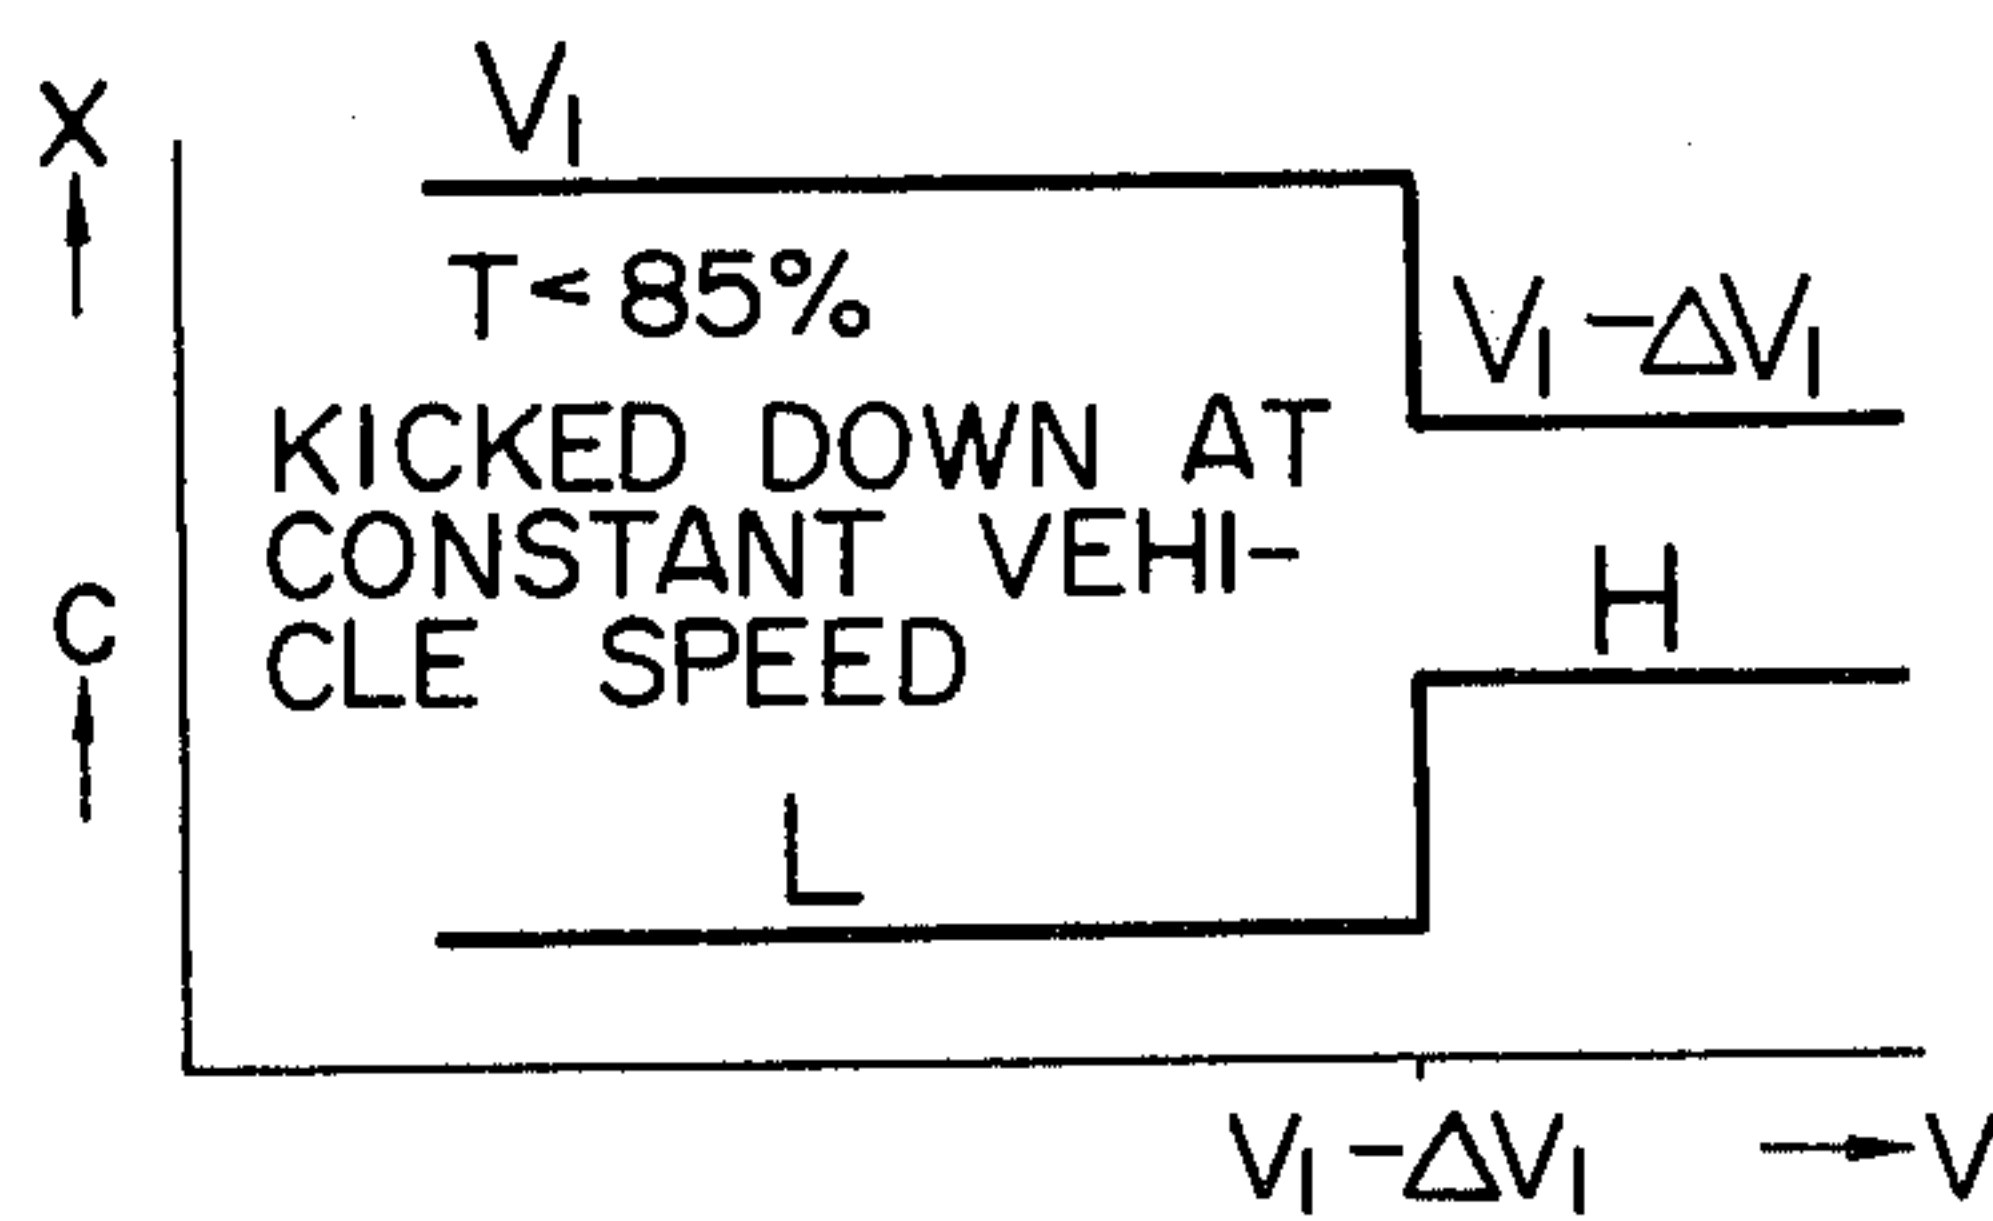 X
V₁
T<85%
V₁-ΔV₁
KICKED DOWN AT
CONSTANT VEHI-
CLE SPEED
C
H
L
V₁-ΔV₁
V